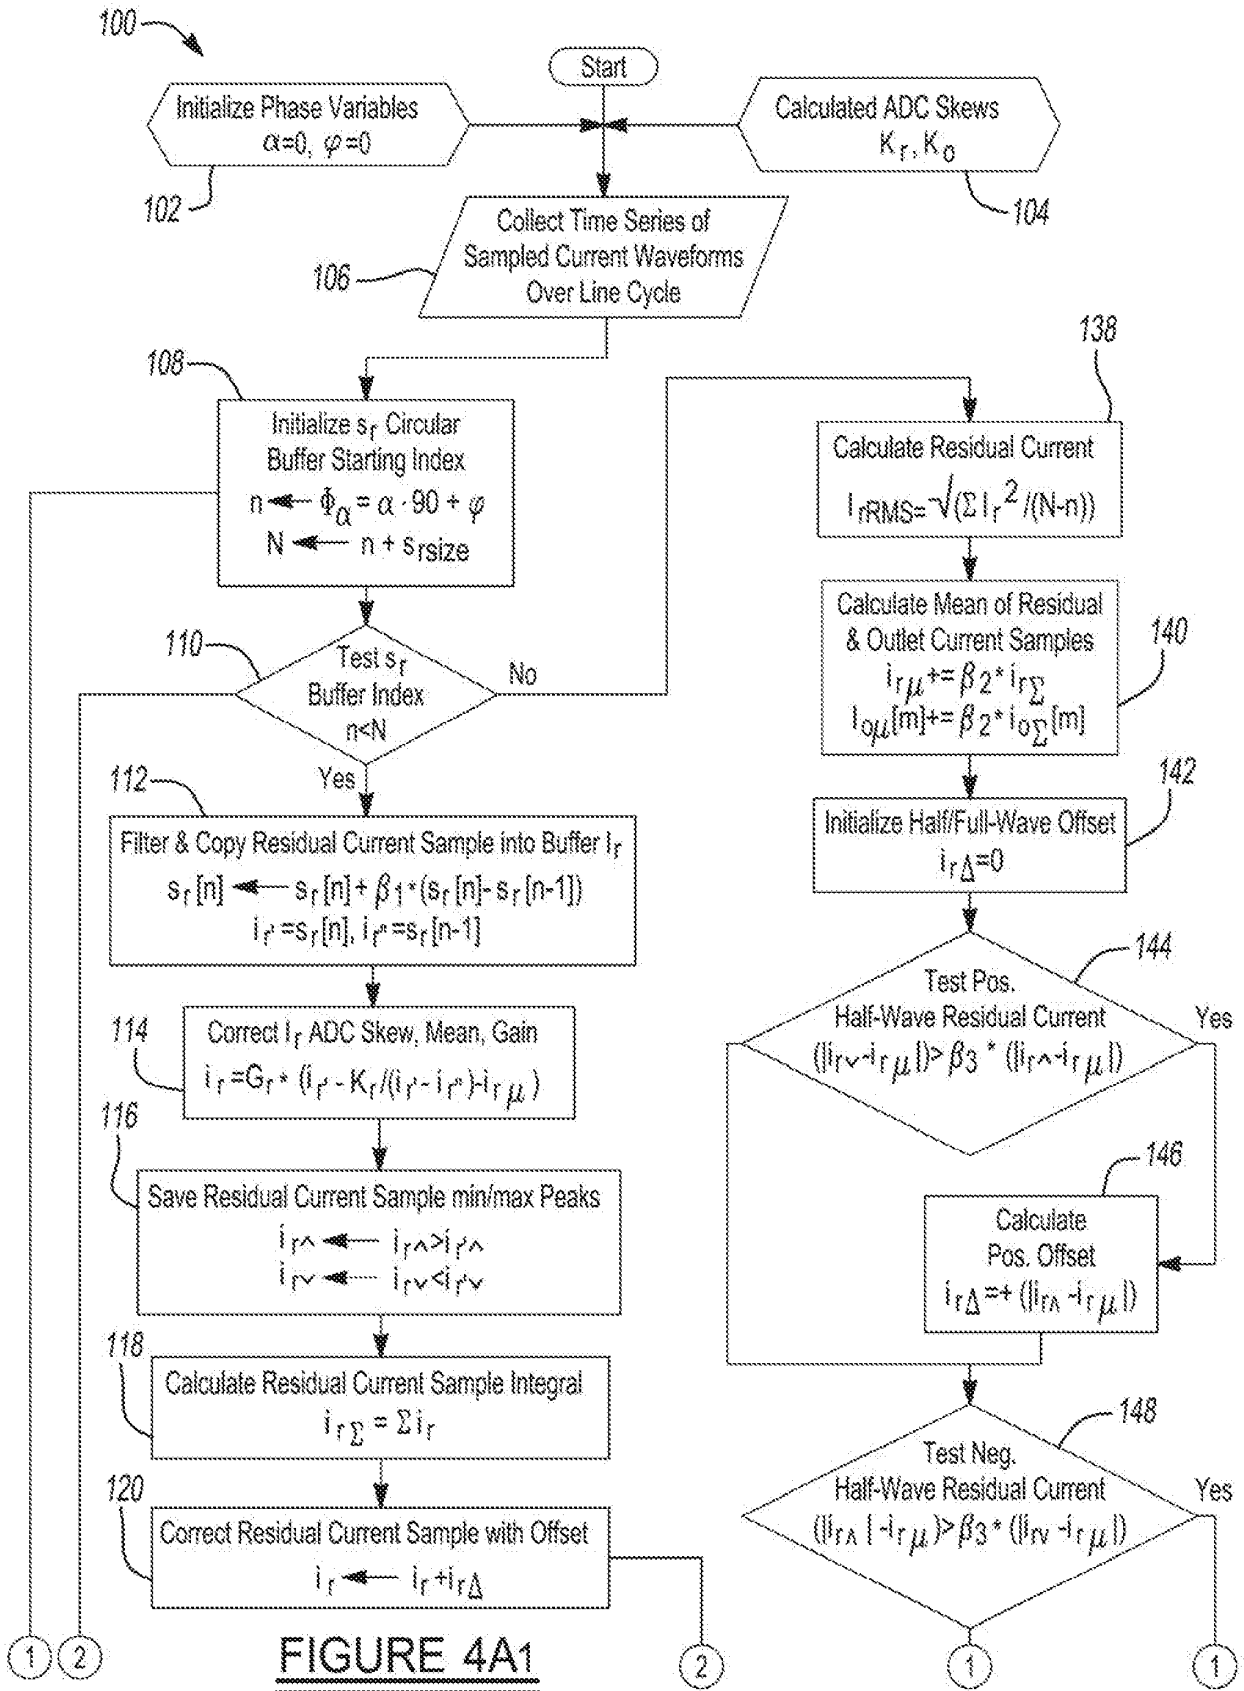 100
Start
Initialize Phase Variables
α=0, φ=0
102
Calculated ADC Skews
Kr, Ko
104
Collect Time Series of
Sampled Current Waveforms
Over Line Cycle
106
108
Initialize sr Circular
Buffer Starting Index
n ← Φα = α · 90 + φ
N ← n + srsize
110
Test sr
Buffer Index
n<N
No
Yes
112
Filter & Copy Residual Current Sample into Buffer Ir
sr[n] ← sr[n] + β1*(sr[n]-sr[n-1])
ir'=sr[n], ir"=sr[n-1]
114
Correct Ir ADC Skew, Mean, Gain
ir=Gr* (ir' - Kr/(ir'- ir")-irμ)
116
Save Residual Current Sample min/max Peaks
ir∧ ← ir∧>ir'∧
ir∨ ← ir∨<ir'∨
118
Calculate Residual Current Sample Integral
irΣ = Σir
120
Correct Residual Current Sample with Offset
ir ← ir+irΔ
138
Calculate Residual Current
IrRMS=√(ΣIr²/(N-n))
Calculate Mean of Residual
& Outlet Current Samples
irμ+=β2* irΣ
Ioμ[m]+=β2* ioΣ[m]
140
142
Initialize Half/Full-Wave Offset
irΔ=0
144
Test Pos.
Half-Wave Residual Current
(|ir∨-irμ|)>β3 * (|ir∧-irμ|)
Yes
146
Calculate
Pos. Offset
irΔ=+ (|ir∧ -irμ|)
148
Test Neg.
Half-Wave Residual Current
(|ir∧ | -irμ)>β3* (|ir∨ -irμ|)
Yes
1 2 2 1 1
FIGURE 4A1